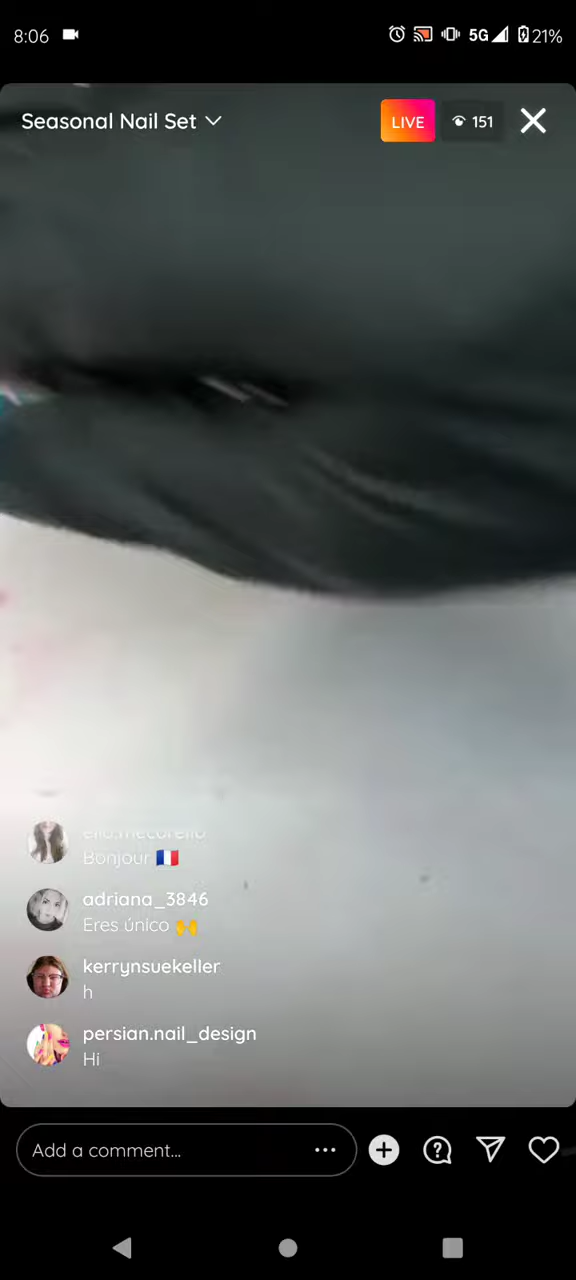 8:06 5G 21%
Seasonal Nail Set LIVE 151
Bonjour 🇫🇷
adriana_3846
Eres único 🙌
kerrynsuekeller
h
persian.nail_design
Hi
Add a comment...